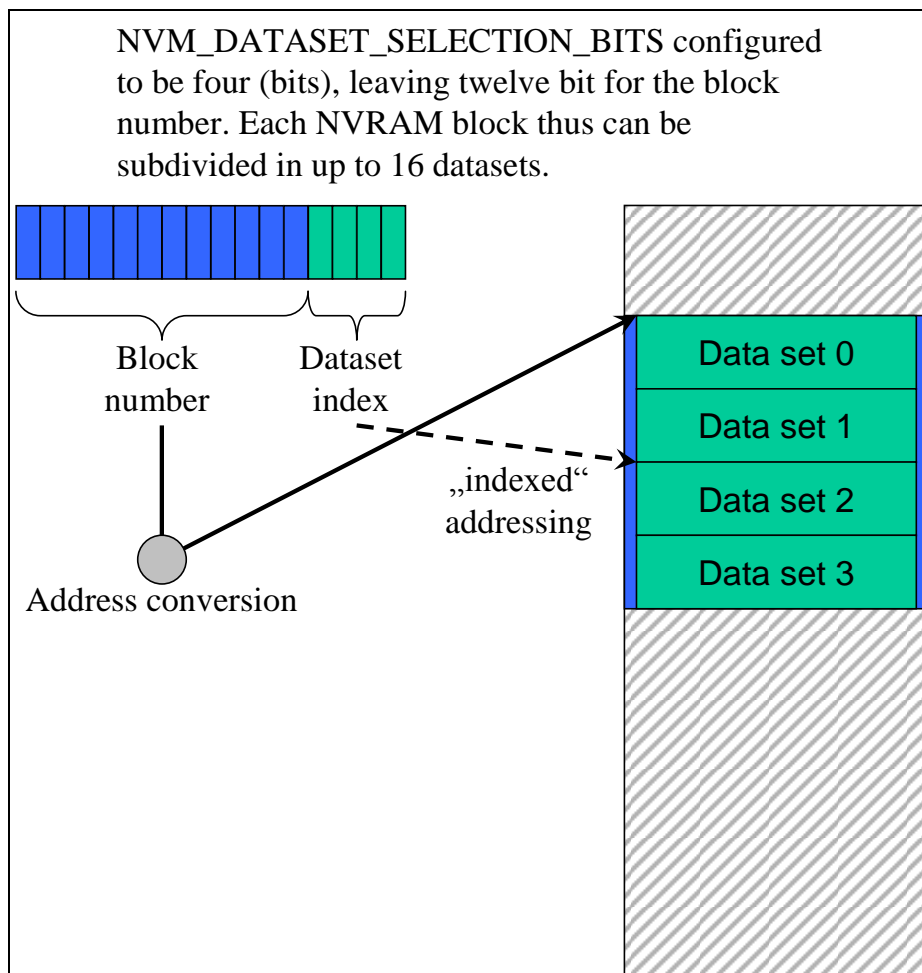 NVM_DATASET_SELECTION_BITS configured
to be four (bits), leaving twelve bit for the block
number. Each NVRAM block thus can be
subdivided in up to 16 datasets.
Block
number
Dataset
index
„indexed“
addressing
Address conversion
Data set 0
Data set 1
Data set 2
Data set 3